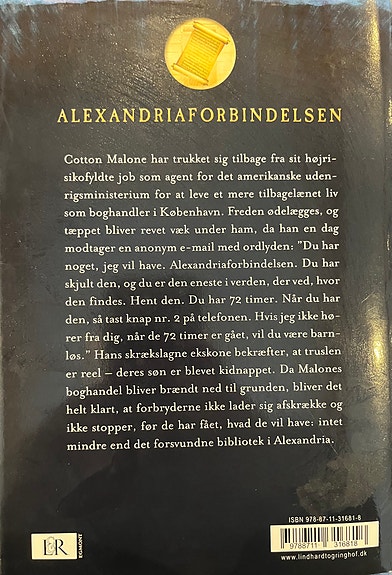 ALEXANDRIAFORBINDELSEN
Cotton Malone har trukket sig tilbage fra sit højri-
sikofyldte job som agent for det amerikanske uden-
rigsministerium for at leve et mere tilbagelænet liv
som boghandler i København. Freden ødelægges, og
tæppet bliver revet væk under ham, da han en dag
modtager en anonym e-mail med ordlyden: "Du har
noget, jeg vil have. Alexandriaforbindelsen. Du har
skjult den, og du er den eneste i verden, der ved, hvor
den findes. Hent den. Du har 72 timer. Når du har
den, så tast knap nr. 2 på telefonen. Hvis jeg ikke hø-
rer fra dig, når de 72 timer er gået, vil du være barn-
løs." Hans skrækslagne ekskone bekræfter, at truslen
er reel – deres søn er blevet kidnappet. Da Malones
boghandel bliver brændt ned til grunden, bliver det
helt klart, at forbryderne ikke lader sig afskrække og
ikke stopper, før de har fået, hvad de vil have: intet
mindre end det forsvundne bibliotek i Alexandria.
ISBN 978-87-11-31681-8
9 788711 316818
www.lindhardtogringhof.dk
L&R
EGMONT